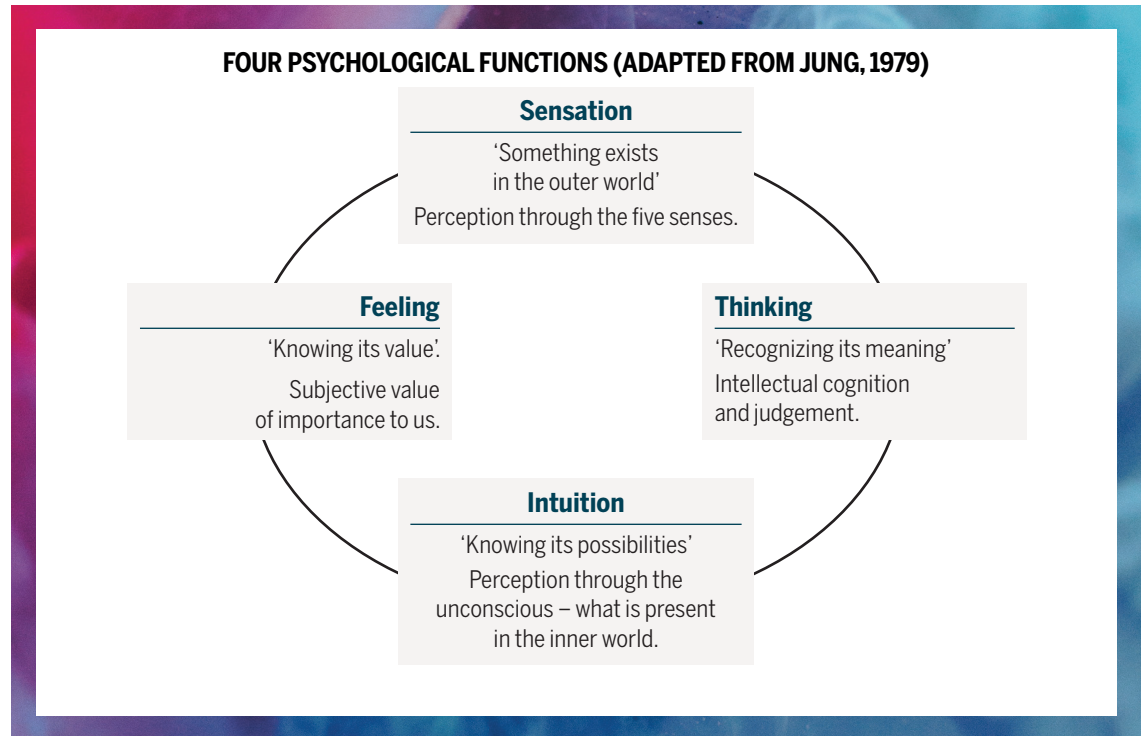 FOUR PSYCHOLOGICAL FUNCTIONS (ADAPTED FROM JUNG, 1979)
Sensation
‘Something exists
in the outer world’
Perception through the five senses.
Feeling
‘Knowing its value’.
Subjective value
of importance to us.
Thinking
‘Recognizing its meaning’
Intellectual cognition
and judgement.
Intuition
‘Knowing its possibilities’
Perception through the
unconscious – what is present
in the inner world.